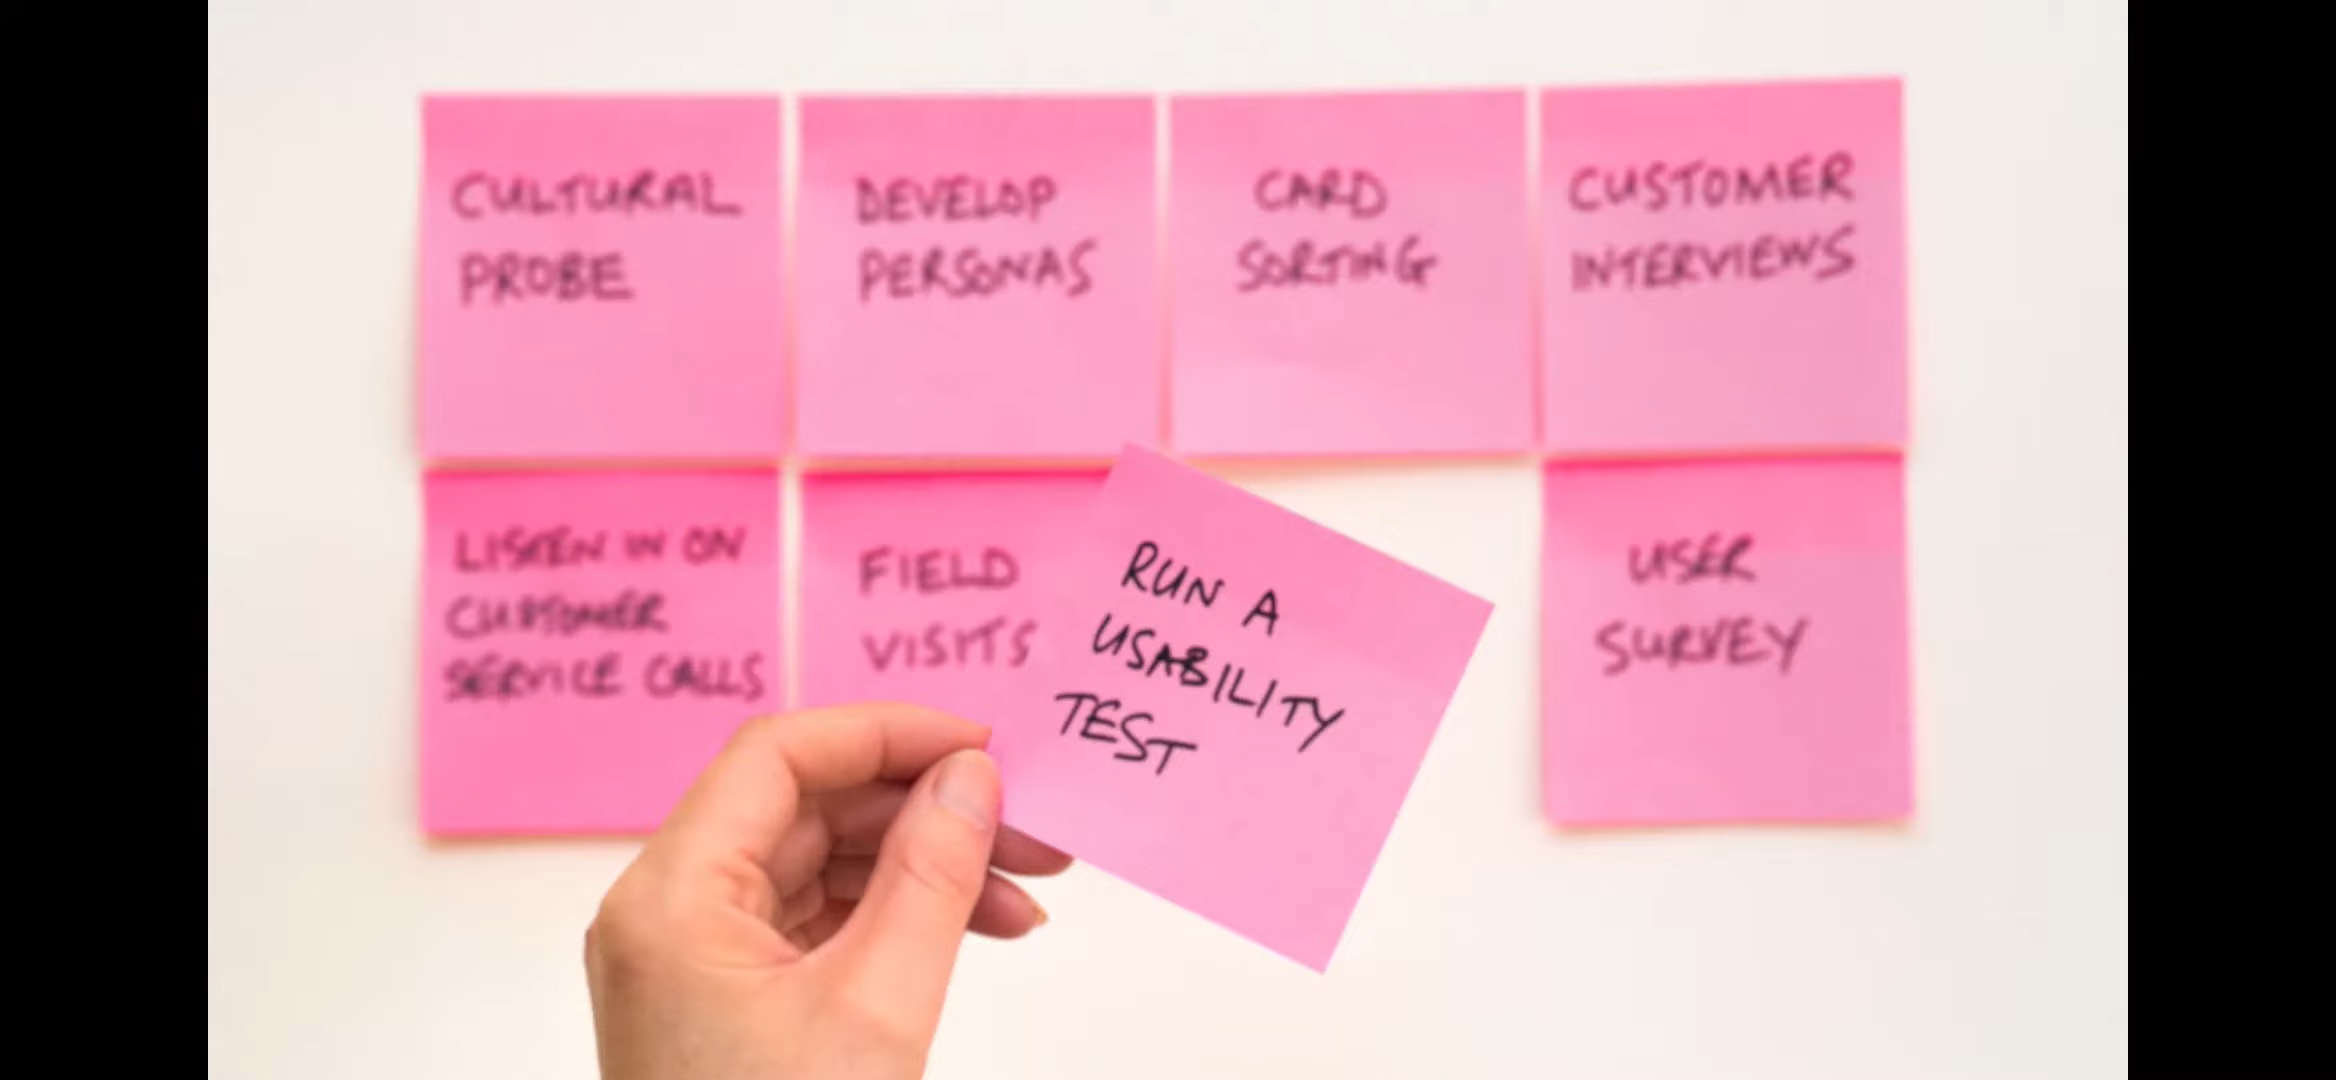 CULTURAL
PROBE
DEVELOP
PERSONAS
CARD
SORTING
CUSTOMER
INTERVIEWS
LISTEN IN ON
CUSTOMER
SERVICE CALLS
FIELD
VISITS
RUN A
USABILITY
TEST
USER
SURVEY